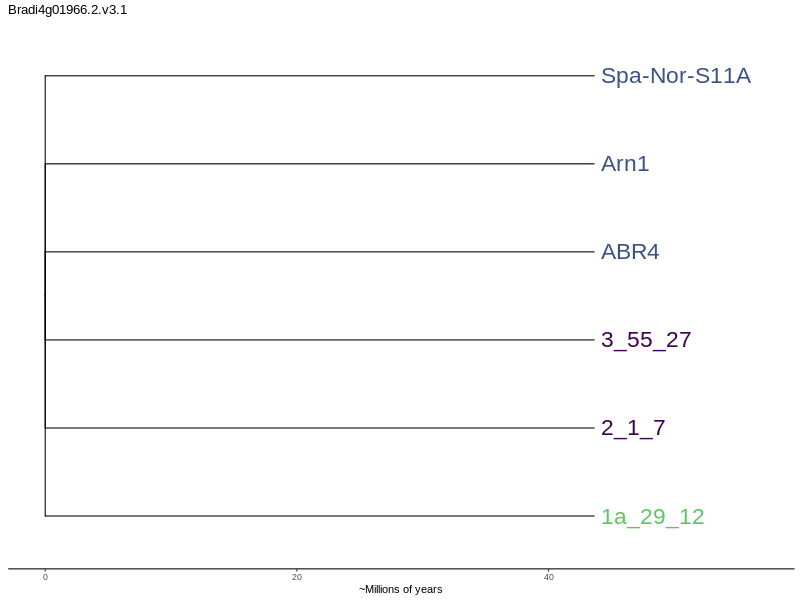 Bradi4g01966.2.v3.1
Spa-Nor-S11A
Arn1
ABR4
3_55_27
2_1_7
1a_29_12
0 20 40
~Millions of years